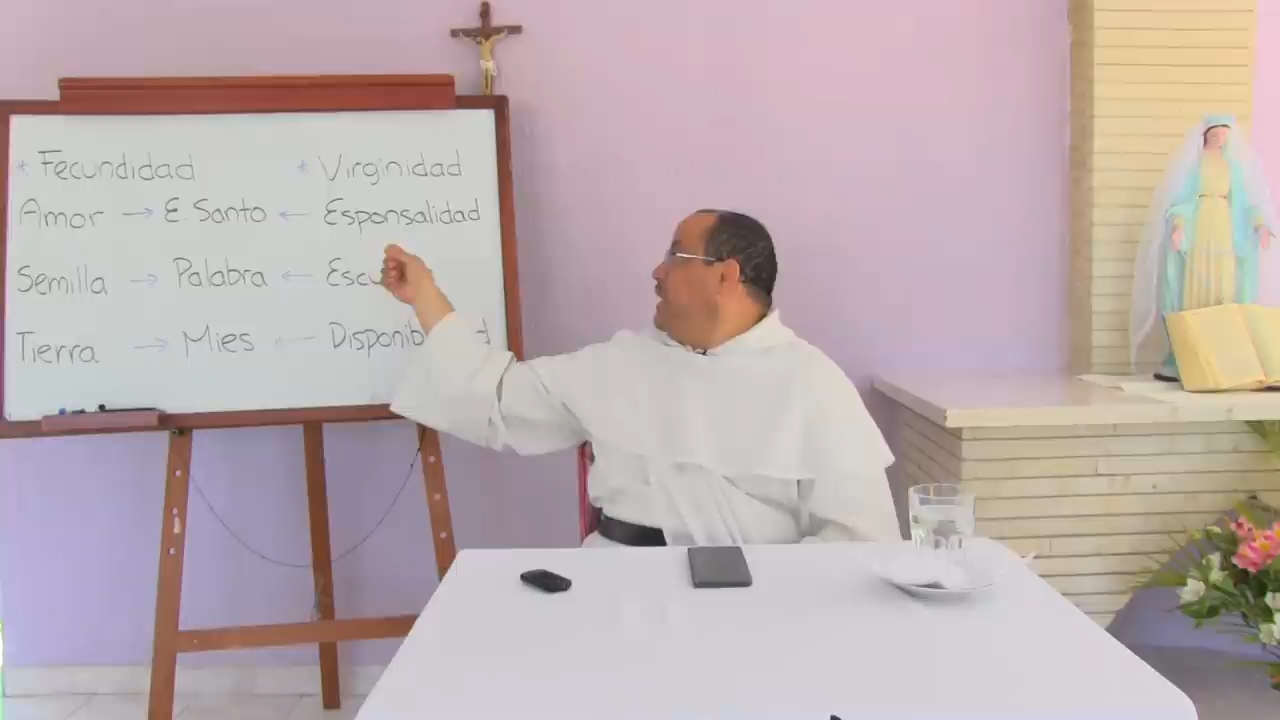 * Fecundidad * Virginidad
Amor → E. Santo ← Esponsalidad
Semilla → Palabra ←
Tierra → Mies ←